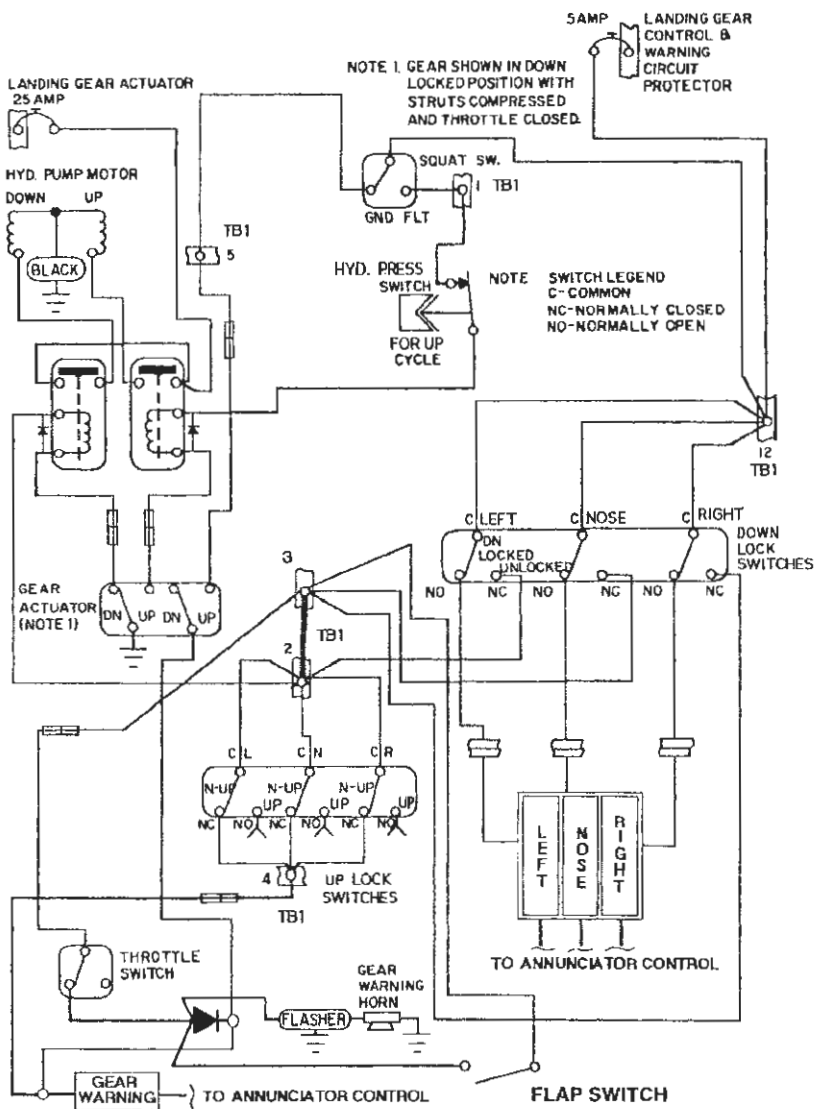 5 AMP
LANDING GEAR
CONTROL &
WARNING
CIRCUIT
PROTECTOR
NOTE 1. GEAR SHOWN IN DOWN
LOCKED POSITION WITH
STRUTS COMPRESSED
AND THROTTLE CLOSED.
LANDING GEAR ACTUATOR
25 AMP
HYD. PUMP MOTOR
DOWN UP
BLACK
TB1
5
SQUAT SW.
GND FLT
1 TB1
HYD. PRESS
SWITCH
FOR UP
CYCLE
NOTE SWITCH LEGEND
C-COMMON
NC-NORMALLY CLOSED
NO-NORMALLY OPEN
12
TB1
C LEFT C NOSE C RIGHT
DN
LOCKED
UNLOCKED
NO NC NO NC NO NC
DOWN
LOCK
SWITCHES
GEAR
ACTUATOR
(NOTE 1)
DN UP DN UP
3
TB1
2
C L C N C R
N-UP N-UP N-UP
UP UP UP
NC NO NC NO NC NO
4
TB1
UP LOCK
SWITCHES
LEFT
NOSE
RIGHT
TO ANNUNCIATOR CONTROL
THROTTLE
SWITCH
GEAR
WARNING
HORN
FLASHER
GEAR
WARNING
TO ANNUNCIATOR CONTROL
FLAP SWITCH